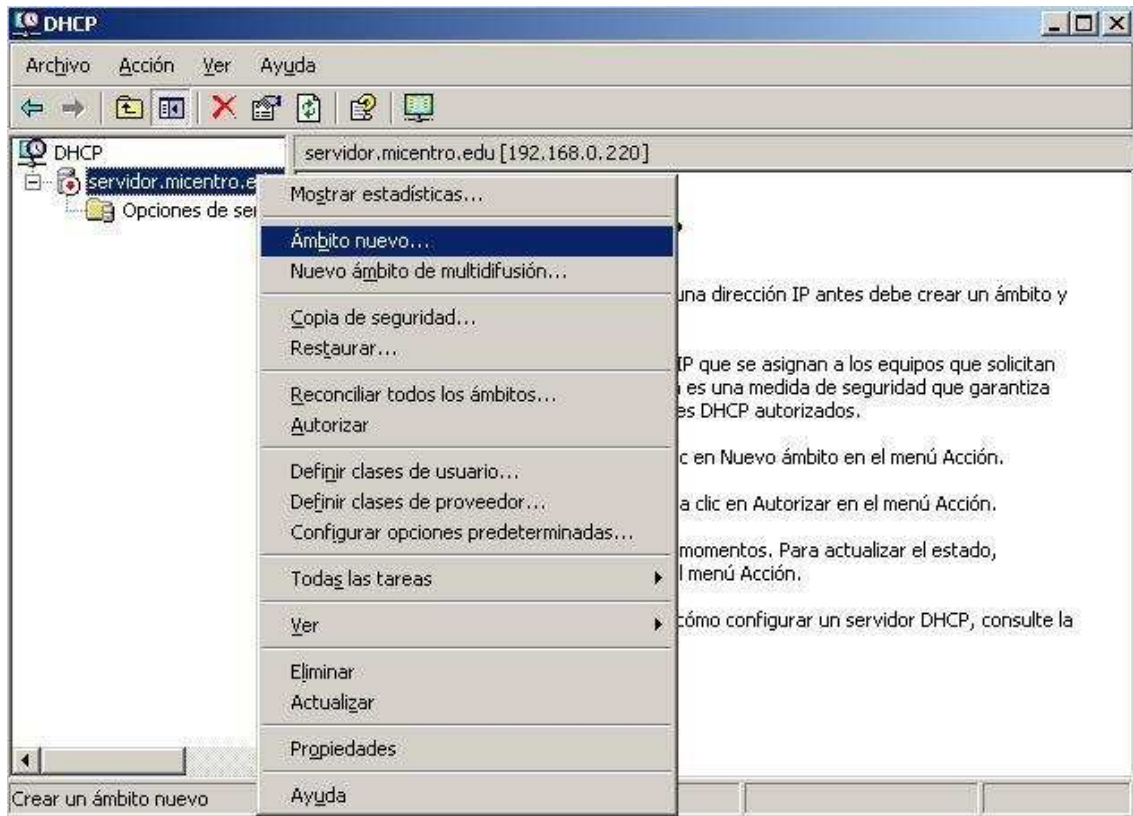 DHCP
Archivo Acción Ver Ayuda
DHCP
servidor.micentro.e
Opciones de se
servidor.micentro.edu [192.168.0.220]
Mostrar estadísticas...
Ámbito nuevo...
Nuevo ámbito de multidifusión...
Copia de seguridad...
Restaurar...
Reconciliar todos los ámbitos...
Autorizar
Definir clases de usuario...
Definir clases de proveedor...
Configurar opciones predeterminadas...
Todas las tareas
Ver
Eliminar
Actualizar
Propiedades
Ayuda
una dirección IP antes debe crear un ámbito y
IP que se asignan a los equipos que solicitan
es una medida de seguridad que garantiza
es DHCP autorizados.
c en Nuevo ámbito en el menú Acción.
a clic en Autorizar en el menú Acción.
momentos. Para actualizar el estado,
l menú Acción.
cómo configurar un servidor DHCP, consulte la
Crear un ámbito nuevo